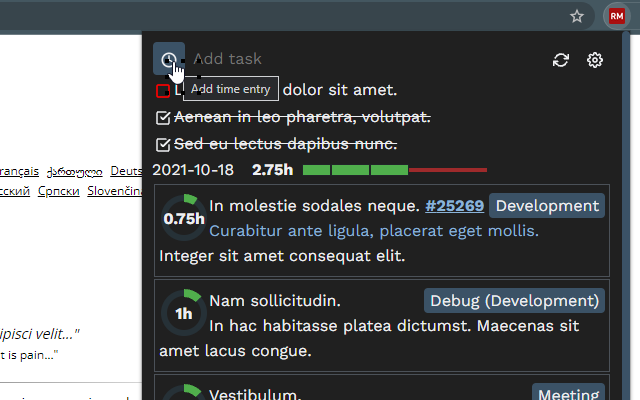 RM
Add task
Add time entry
dolor sit amet.
Aenean in leo pharetra, volutpat.
Sed eu lectus dapibus nunc.
2021-10-18 2.75h
0.75h In molestie sodales neque. #25269 Development
Curabitur ante ligula, placerat eget mollis.
Integer sit amet consequat elit.
1h Nam sollicitudin. Debug (Development)
In hac habitasse platea dictumst. Maecenas sit
amet lacus congue.
Vestibulum. Meeting
rançais ქართული Deuts
сский Српски Slovenčina
ipisci velit..."
t is pain..."